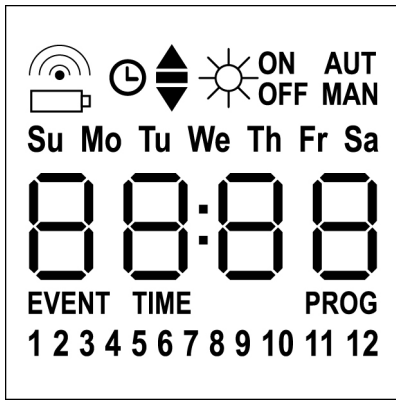 ON AUT
OFF MAN
Su Mo Tu We Th Fr Sa
88:88
EVENT TIME PROG
1 2 3 4 5 6 7 8 9 10 11 12